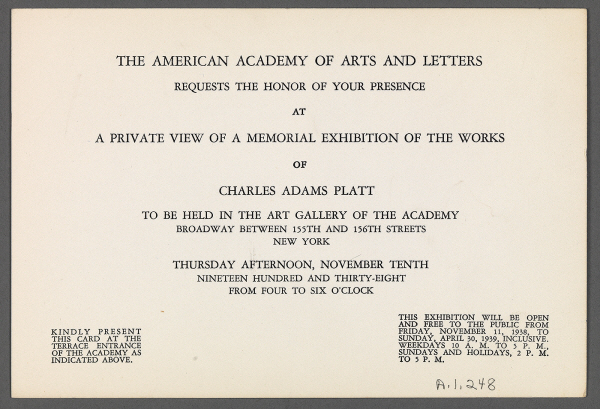 THE AMERICAN ACADEMY OF ARTS AND LETTERS
REQUESTS THE HONOR OF YOUR PRESENCE
AT
A PRIVATE VIEW OF A MEMORIAL EXHIBITION OF THE WORKS
OF
CHARLES ADAMS PLATT
TO BE HELD IN THE ART GALLERY OF THE ACADEMY
BROADWAY BETWEEN 155TH AND 156TH STREETS
NEW YORK
THURSDAY AFTERNOON, NOVEMBER TENTH
NINETEEN HUNDRED AND THIRTY-EIGHT
FROM FOUR TO SIX O'CLOCK
KINDLY PRESENT
THIS CARD AT THE
TERRACE ENTRANCE
OF THE ACADEMY AS
INDICATED ABOVE.
THIS EXHIBITION WILL BE OPEN
AND FREE TO THE PUBLIC FROM
FRIDAY, NOVEMBER 11, 1938, TO
SUNDAY, APRIL 30, 1939, INCLUSIVE.
WEEKDAYS 10 A. M. TO 5 P. M.,
SUNDAYS AND HOLIDAYS, 2 P. M.
TO 5 P. M.
A.1.248